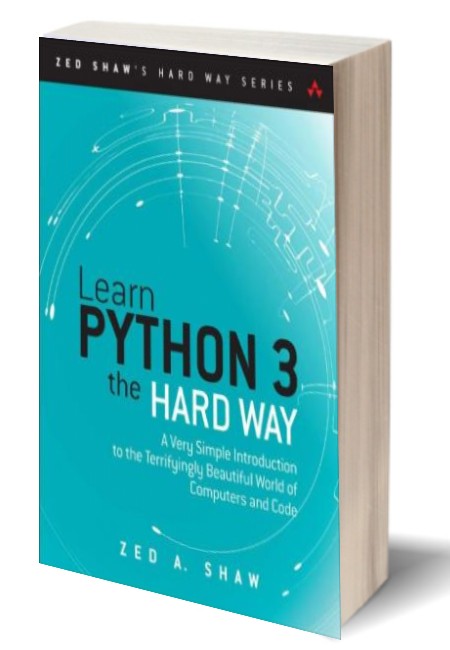 ZED SHAW'S HARD WAY SERIES
Learn
PYTHON 3
the HARD WAY
A Very Simple Introduction
to the Terrifyingly Beautiful World of
Computers and Code
ZED A. SHAW